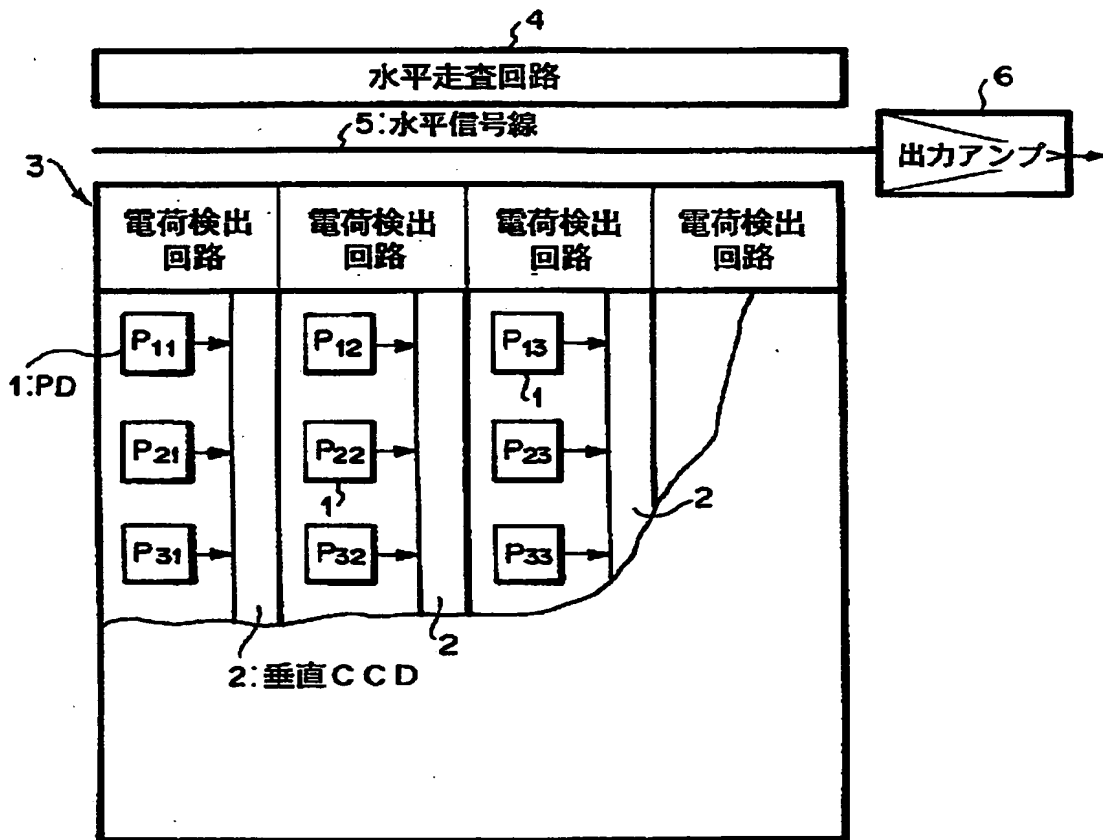 4
水平走査回路
6
5:水平信号線
出力アンプ
3
電荷検出
回路
電荷検出
回路
電荷検出
回路
電荷検出
回路
P11
P12
P13
1:PD
1
P21
P22
P23
1
2
P31
P32
P33
2
2:垂直CCD